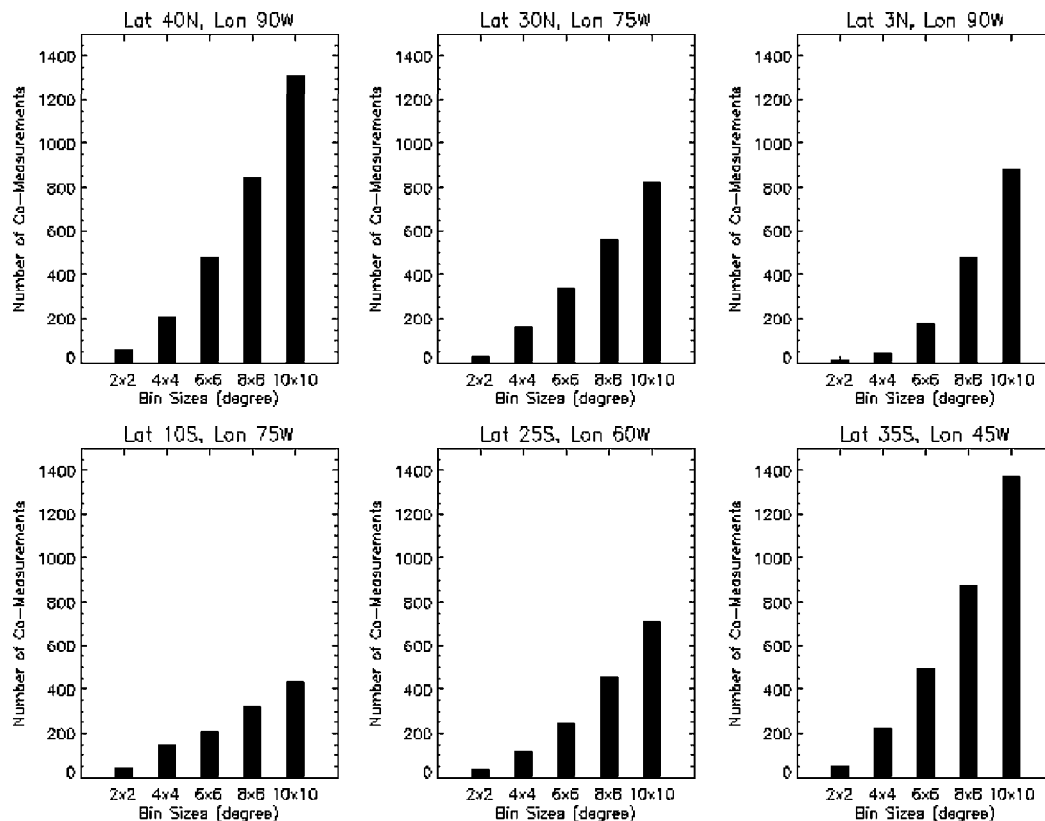 Lat 40N, Lon 90W
Number of Co-Measurements
1400
1200
1000
800
600
400
200
0
2x2 4x4 6x6 8x8 10x10
Bin Sizes (degree)
Lat 30N, Lon 75W
Number of Co-Measurements
1400
1200
1000
800
600
400
200
0
2x2 4x4 6x6 8x8 10x10
Bin Sizes (degree)
Lat 3N, Lon 90W
Number of Co-Measurements
1400
1200
1000
800
600
400
200
0
2x2 4x4 6x6 8x8 10x10
Bin Sizes (degree)
Lat 10S, Lon 75W
Number of Co-Measurements
1400
1200
1000
800
600
400
200
0
2x2 4x4 6x6 8x8 10x10
Bin Sizes (degree)
Lat 25S, Lon 60W
Number of Co-Measurements
1400
1200
1000
800
600
400
200
0
2x2 4x4 6x6 8x8 10x10
Bin Sizes (degree)
Lat 35S, Lon 45W
Number of Co-Measurements
1400
1200
1000
800
600
400
200
0
2x2 4x4 6x6 8x8 10x10
Bin Sizes (degree)